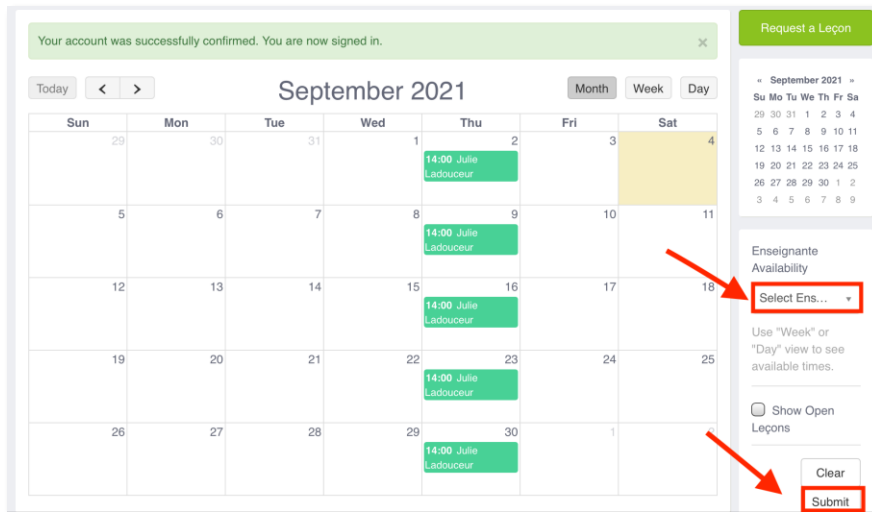 Your account was successfully confirmed. You are now signed in.
×
Request a Leçon
Today < >
September 2021
Month Week Day
Sun Mon Tue Wed Thu Fri Sat
29 30 31 1 2 3 4
14:00 Julie
Ladouceur
5 6 7 8 9 10 11
14:00 Julie
Ladouceur
12 13 14 15 16 17 18
14:00 Julie
Ladouceur
19 20 21 22 23 24 25
14:00 Julie
Ladouceur
26 27 28 29 30 1
14:00 Julie
Ladouceur
« September 2021 »
Su Mo Tu We Th Fr Sa
29 30 31 1 2 3 4
5 6 7 8 9 10 11
12 13 14 15 16 17 18
19 20 21 22 23 24 25
26 27 28 29 30 1 2
3 4 5 6 7 8 9
Enseignante
Availability
Select Ens...
Use "Week" or
"Day" view to see
available times.
Show Open
Leçons
Clear
Submit